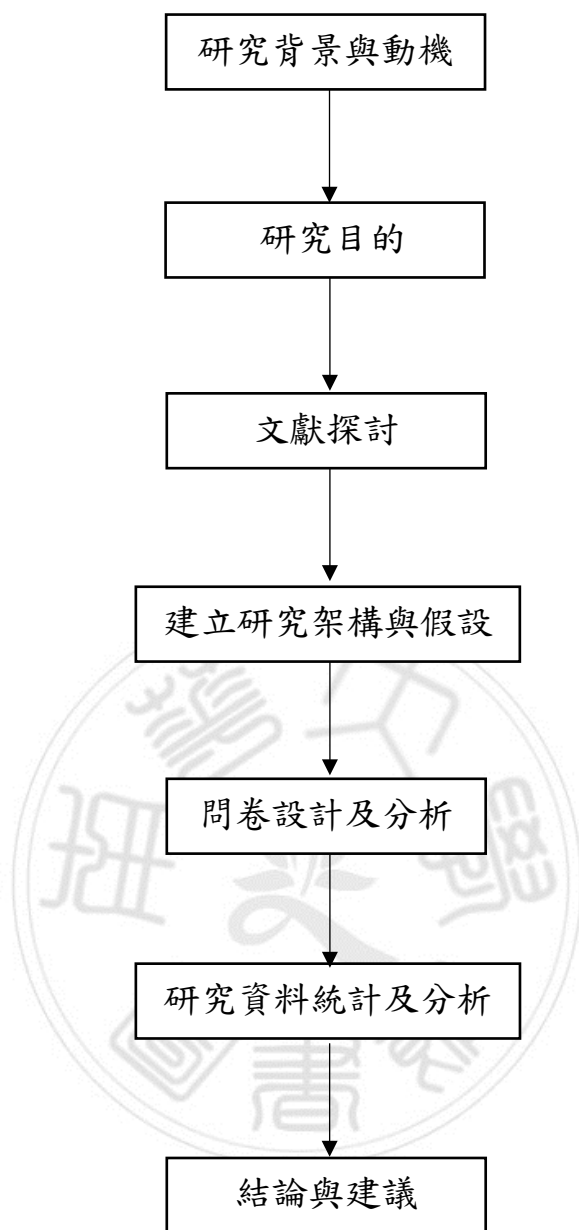 研究背景與動機
研究目的
文獻探討
建立研究架構與假設
問卷設計及分析
研究資料統計及分析
結論與建議